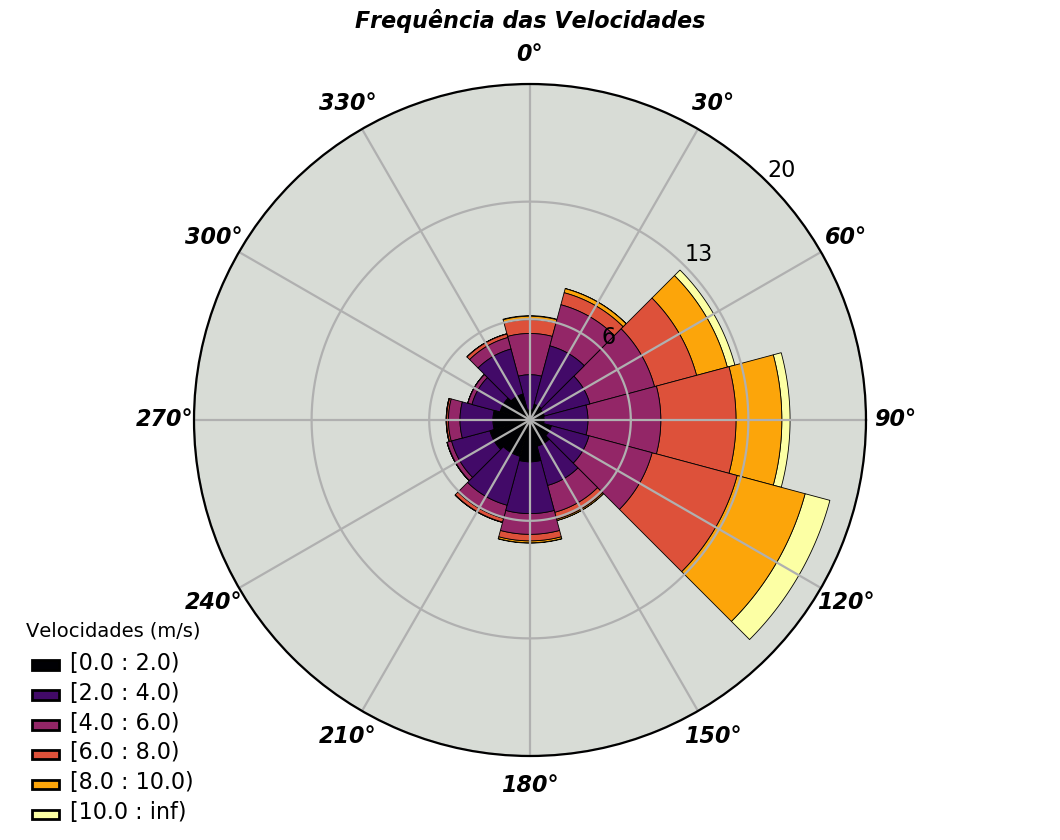 Frequência das Velocidades
0°
330°
30°
20
300°
60°
13
6
270°
90°
240°
120°
210°
150°
180°
Velocidades (m/s)
[0.0 : 2.0)
[2.0 : 4.0)
[4.0 : 6.0)
[6.0 : 8.0)
[8.0 : 10.0)
[10.0 : inf)